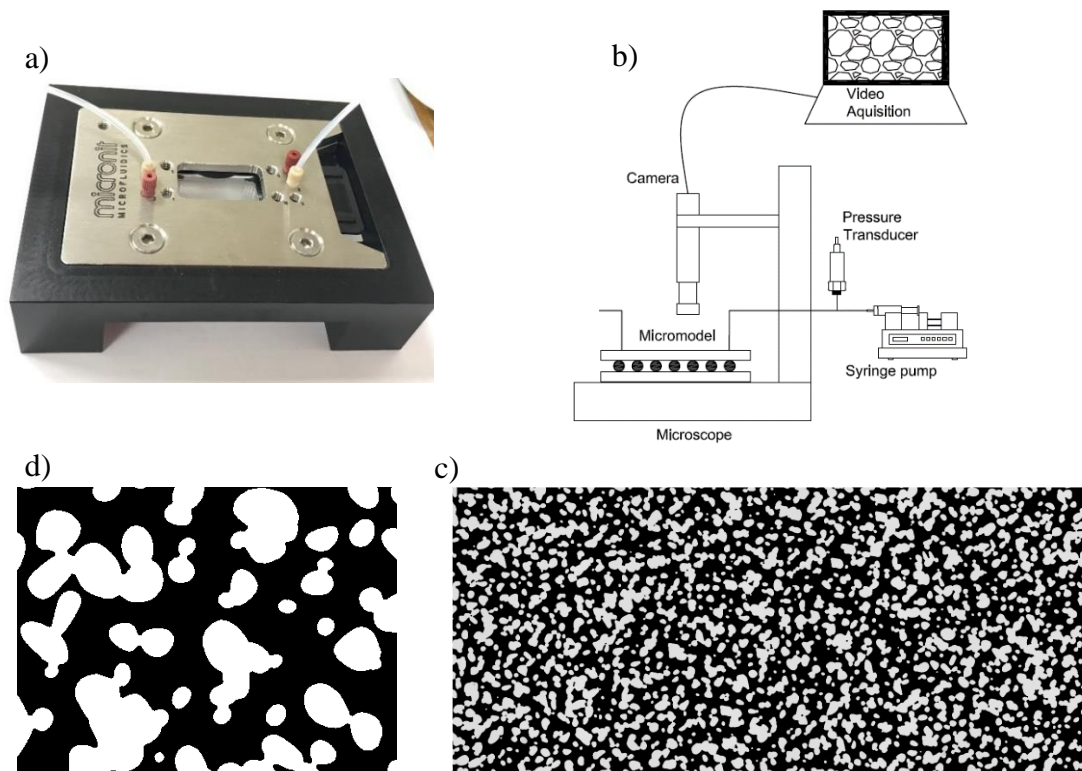 a)
micronit
MICROFLUIDICS
b)
Video
Aquisition
Camera
Pressure
Transducer
Micromodel
Syringe pump
Microscope
d)
c)